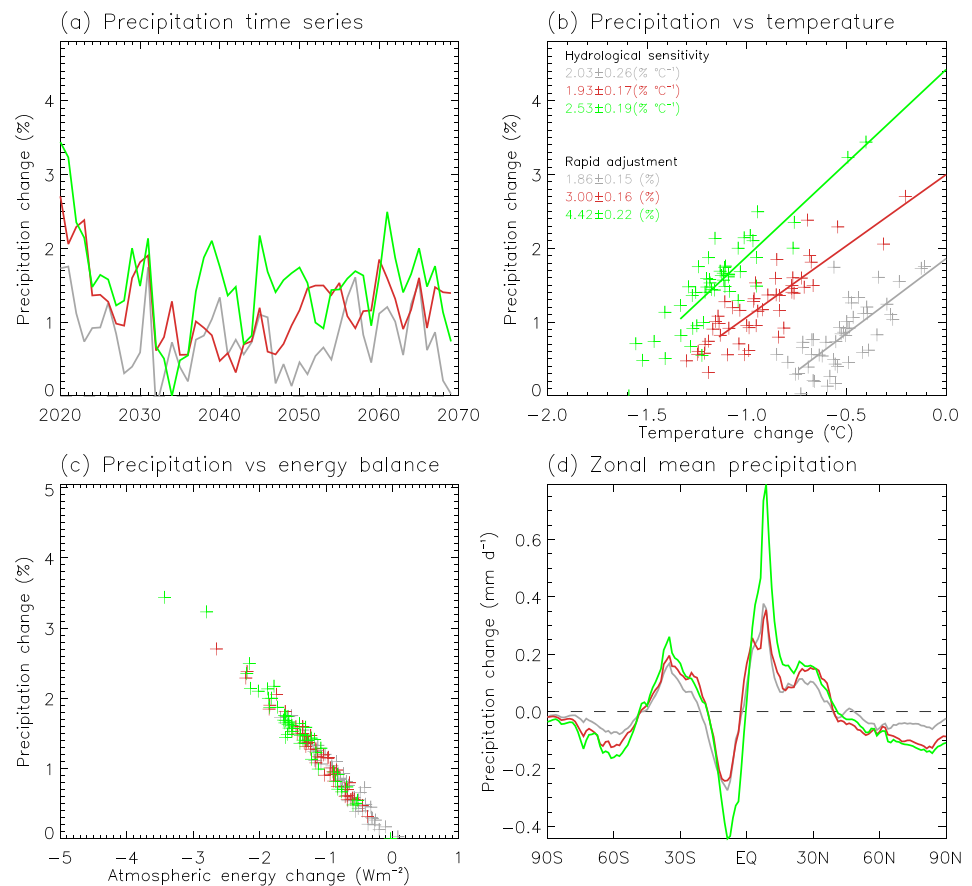 (a) Precipitation time series
Precipitation change (%)
4
3
2
1
0
2020 2030 2040 2050 2060 2070
(b) Precipitation vs temperature
Hydrological sensitivity
2.03±0.26(% °C⁻¹)
1.93±0.17(% °C⁻¹)
2.53±0.19(% °C⁻¹)
Rapid adjustment
1.86±0.15 (%)
3.00±0.16 (%)
4.42±0.22 (%)
Precipitation change (%)
4
3
2
1
0
−2.0 −1.5 −1.0 −0.5 0.0
Temperature change (°C)
(c) Precipitation vs energy balance
Precipitation change (%)
5
4
3
2
1
0
−5 −4 −3 −2 −1 0 1
Atmospheric energy change (Wm⁻²)
(d) Zonal mean precipitation
Precpitation change (mm d⁻¹)
0.6
0.4
0.2
0.0
−0.2
−0.4
90S 60S 30S EQ 30N 60N 90N